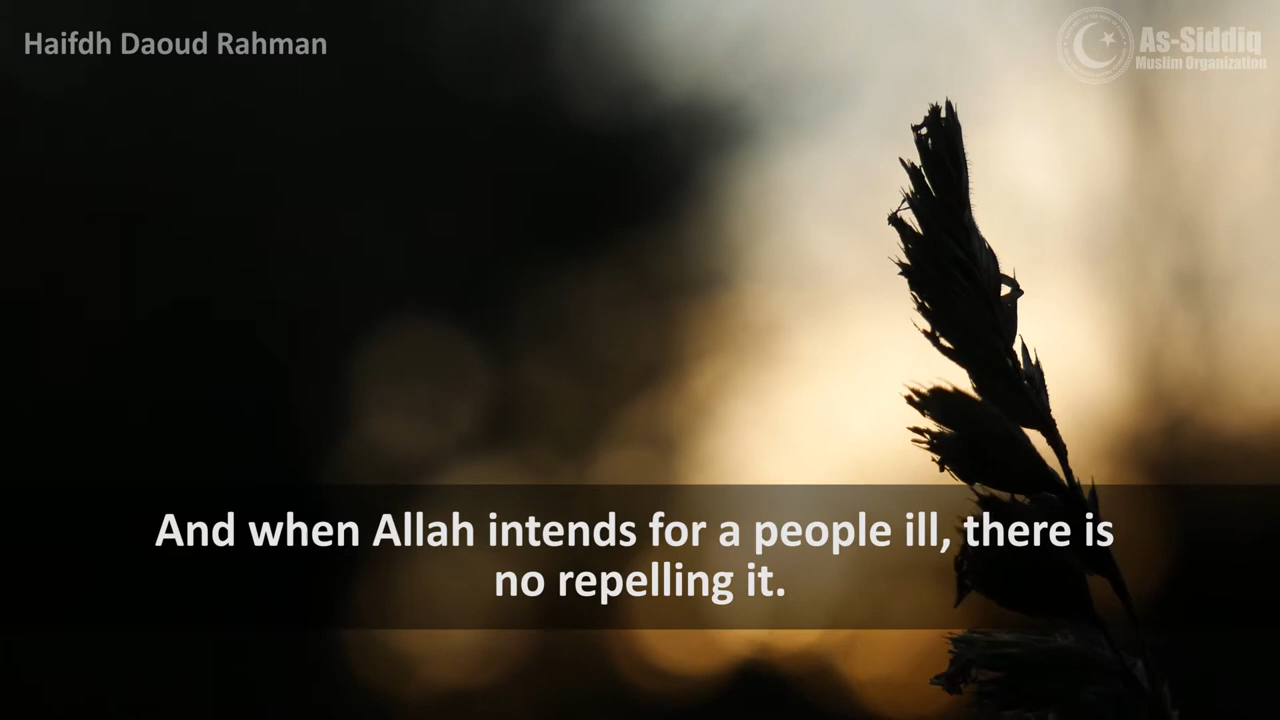 Haifdh Daoud Rahman
As-Siddiq
Muslim Organization
And when Allah intends for a people ill, there is
no repelling it.